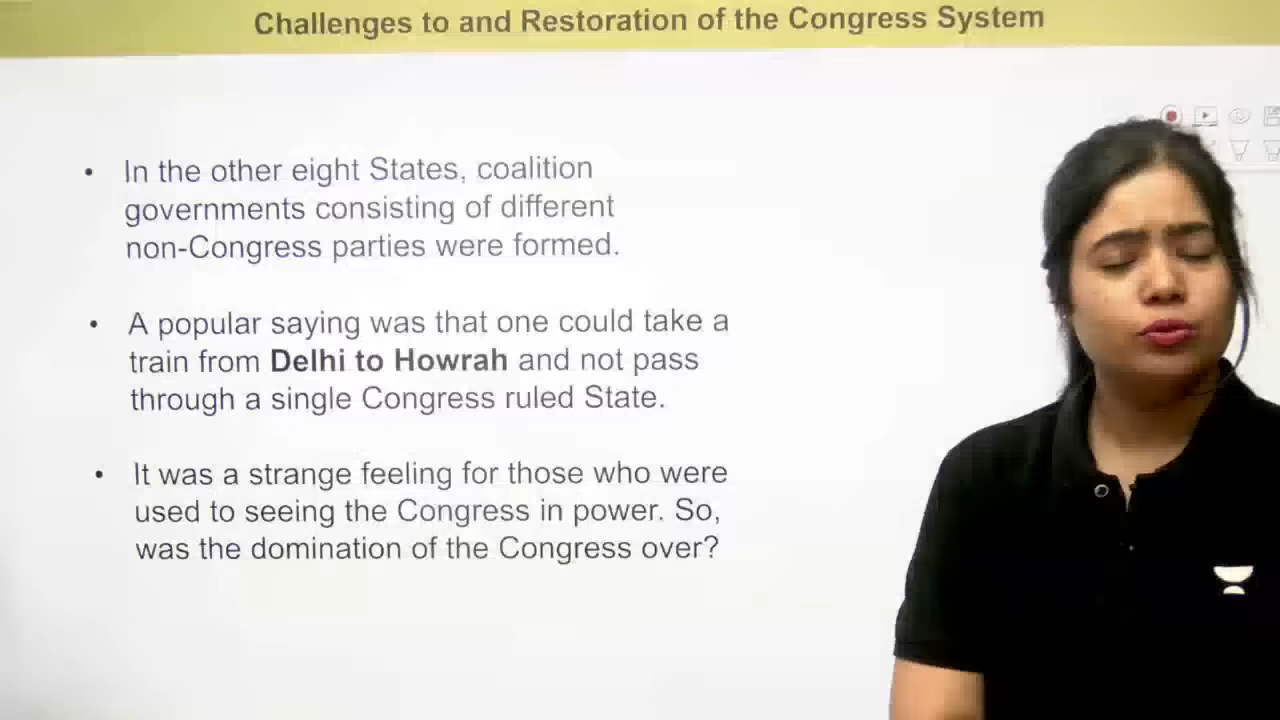 Challenges to and Restoration of the Congress System
• In the other eight States, coalition
governments consisting of different
non-Congress parties were formed.
• A popular saying was that one could take a
train from Delhi to Howrah and not pass
through a single Congress ruled State.
• It was a strange feeling for those who were
used to seeing the Congress in power. So,
was the domination of the Congress over?